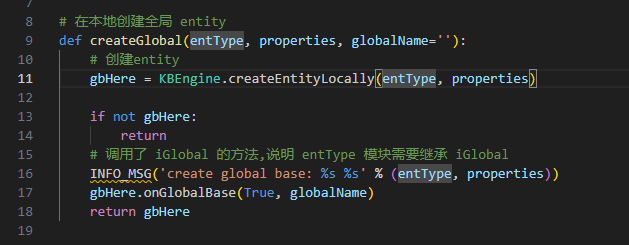 8 # 在本地创建全局 entity
9 def createGlobal(entType, properties, globalName=''):
10 # 创建entity
11 gbHere = KBEngine.createEntityLocally(entType, properties)
12
13 if not gbHere:
14 return
15 # 调用了 iGlobal 的方法,说明 entType 模块需要继承 iGlobal
16 INFO_MSG('create global base: %s %s' % (entType, properties))
17 gbHere.onGlobalBase(True, globalName)
18 return gbHere
19